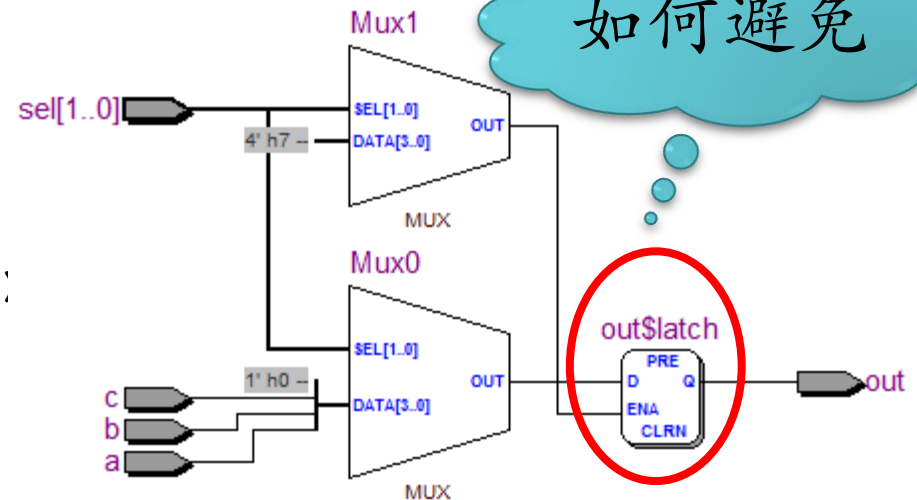 Mux1
如何避免
sel[1..0]
SEL[1..0]
4' h7 --
DATA[3..0]
OUT
MUX
Mux0
SEL[1..0]
1' h0 --
DATA[3..0]
OUT
c
b
a
MUX
out$latch
PRE
D
Q
ENA
CLRN
out